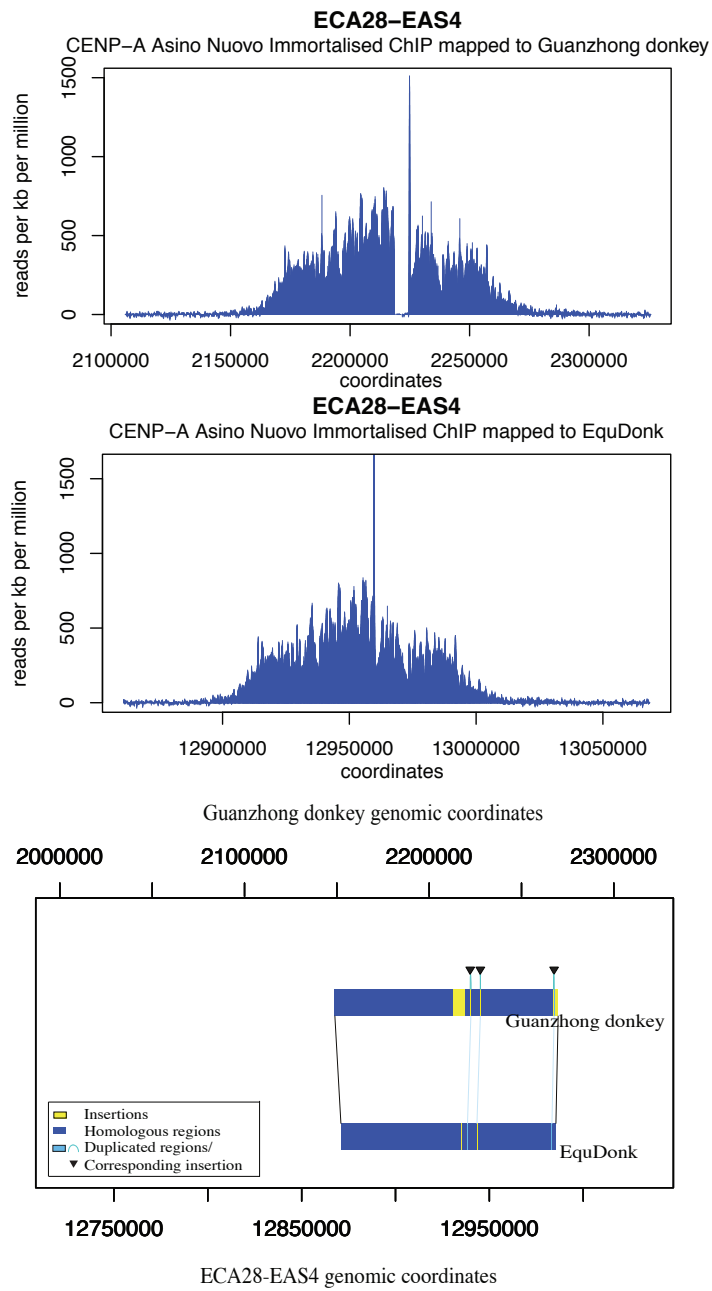 ECA28−EAS4
CENP−A Asino Nuovo Immortalised ChIP mapped to Guanzhong donkey
reads per kb per million
1500
1000
500
0
2100000 2150000 2200000 2250000 2300000
coordinates
ECA28−EAS4
CENP−A Asino Nuovo Immortalised ChIP mapped to EquDonk
reads per kb per million
1500
1000
500
0
12900000 12950000 13000000 13050000
coordinates
Guanzhong donkey genomic coordinates
2000000 2100000 2200000 2300000
Guanzhong donkey
Insertions
Homologous regions
Duplicated regions/
Corresponding insertion
EquDonk
12750000 12850000 12950000
ECA28-EAS4 genomic coordinates